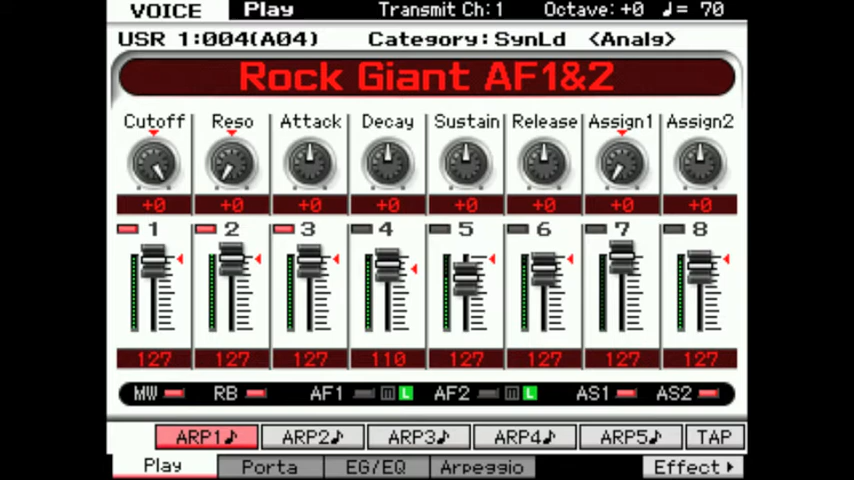 VOICE Play Transmit Ch:1 Octave:+0 ♩= 70
USR 1:004(A04) Category:SynLd <Analg>
Rock Giant AF1&2
Cutoff Reso Attack Decay Sustain Release Assign1 Assign2
+0 +0 +0 +0 +0 +0 +0 +0
1 2 3 4 5 6 7 8
127 127 127 110 127 127 127 127
MW RB AF1 m L AF2 m L AS1 AS2
ARP1♪ ARP2♪ ARP3♪ ARP4♪ ARP5♪ TAP
Play Porta EG/EQ Arpeggio Effect